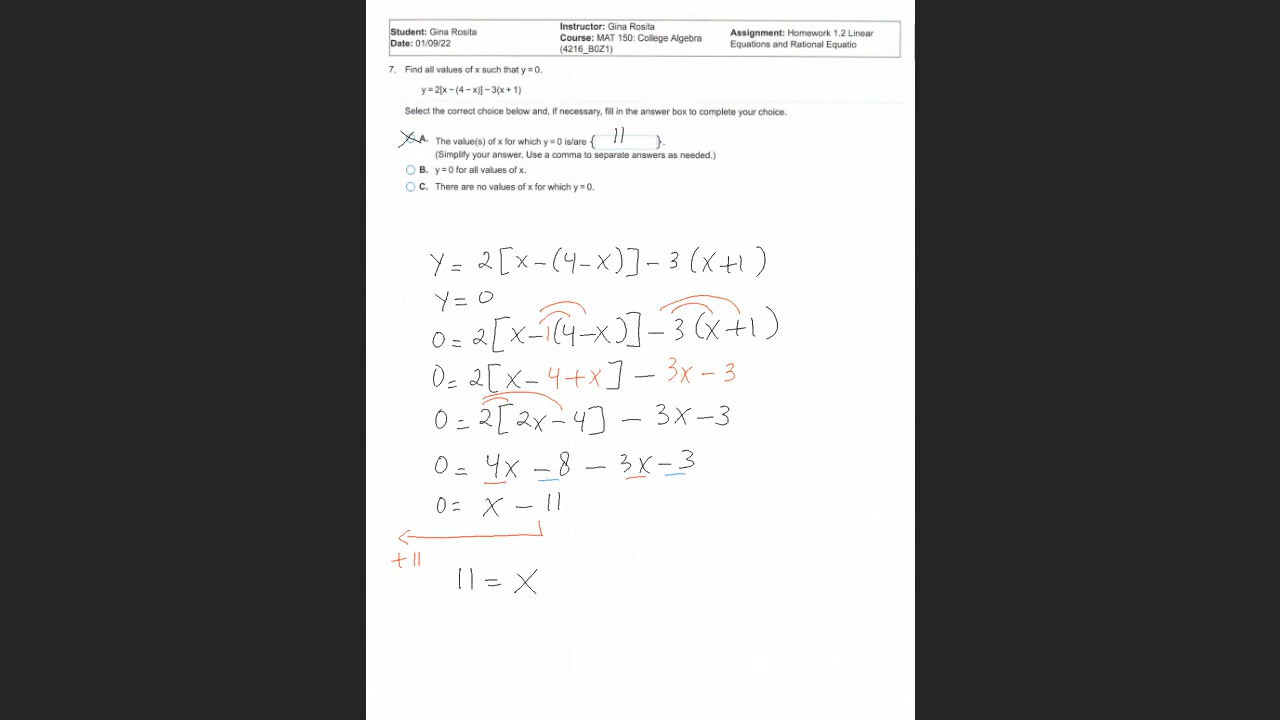 Student: Gina Rosita
Date: 01/09/22
Instructor: Gina Rosita
Course: MAT 150: College Algebra
(4216_B0Z1)
Assignment: Homework 1.2 Linear
Equations and Rational Equatio
7. Find all values of x such that y = 0.
y = 2[x − (4 − x)] − 3(x + 1)
Select the correct choice below and, if necessary, fill in the answer box to complete your choice.
A. The value(s) of x for which y = 0 is/are { 11 }.
(Simplify your answer. Use a comma to separate answers as needed.)
B. y = 0 for all values of x.
C. There are no values of x for which y = 0.
y = 2[x-(4-x)]-3(x+1)
y = 0
0 = 2[x-1(4-x)]-3(x+1)
0 = 2[x-4+x]-3x-3
0 = 2[2x-4]-3x-3
0 = 4x-8-3x-3
0 = x-11
+11
11 = x